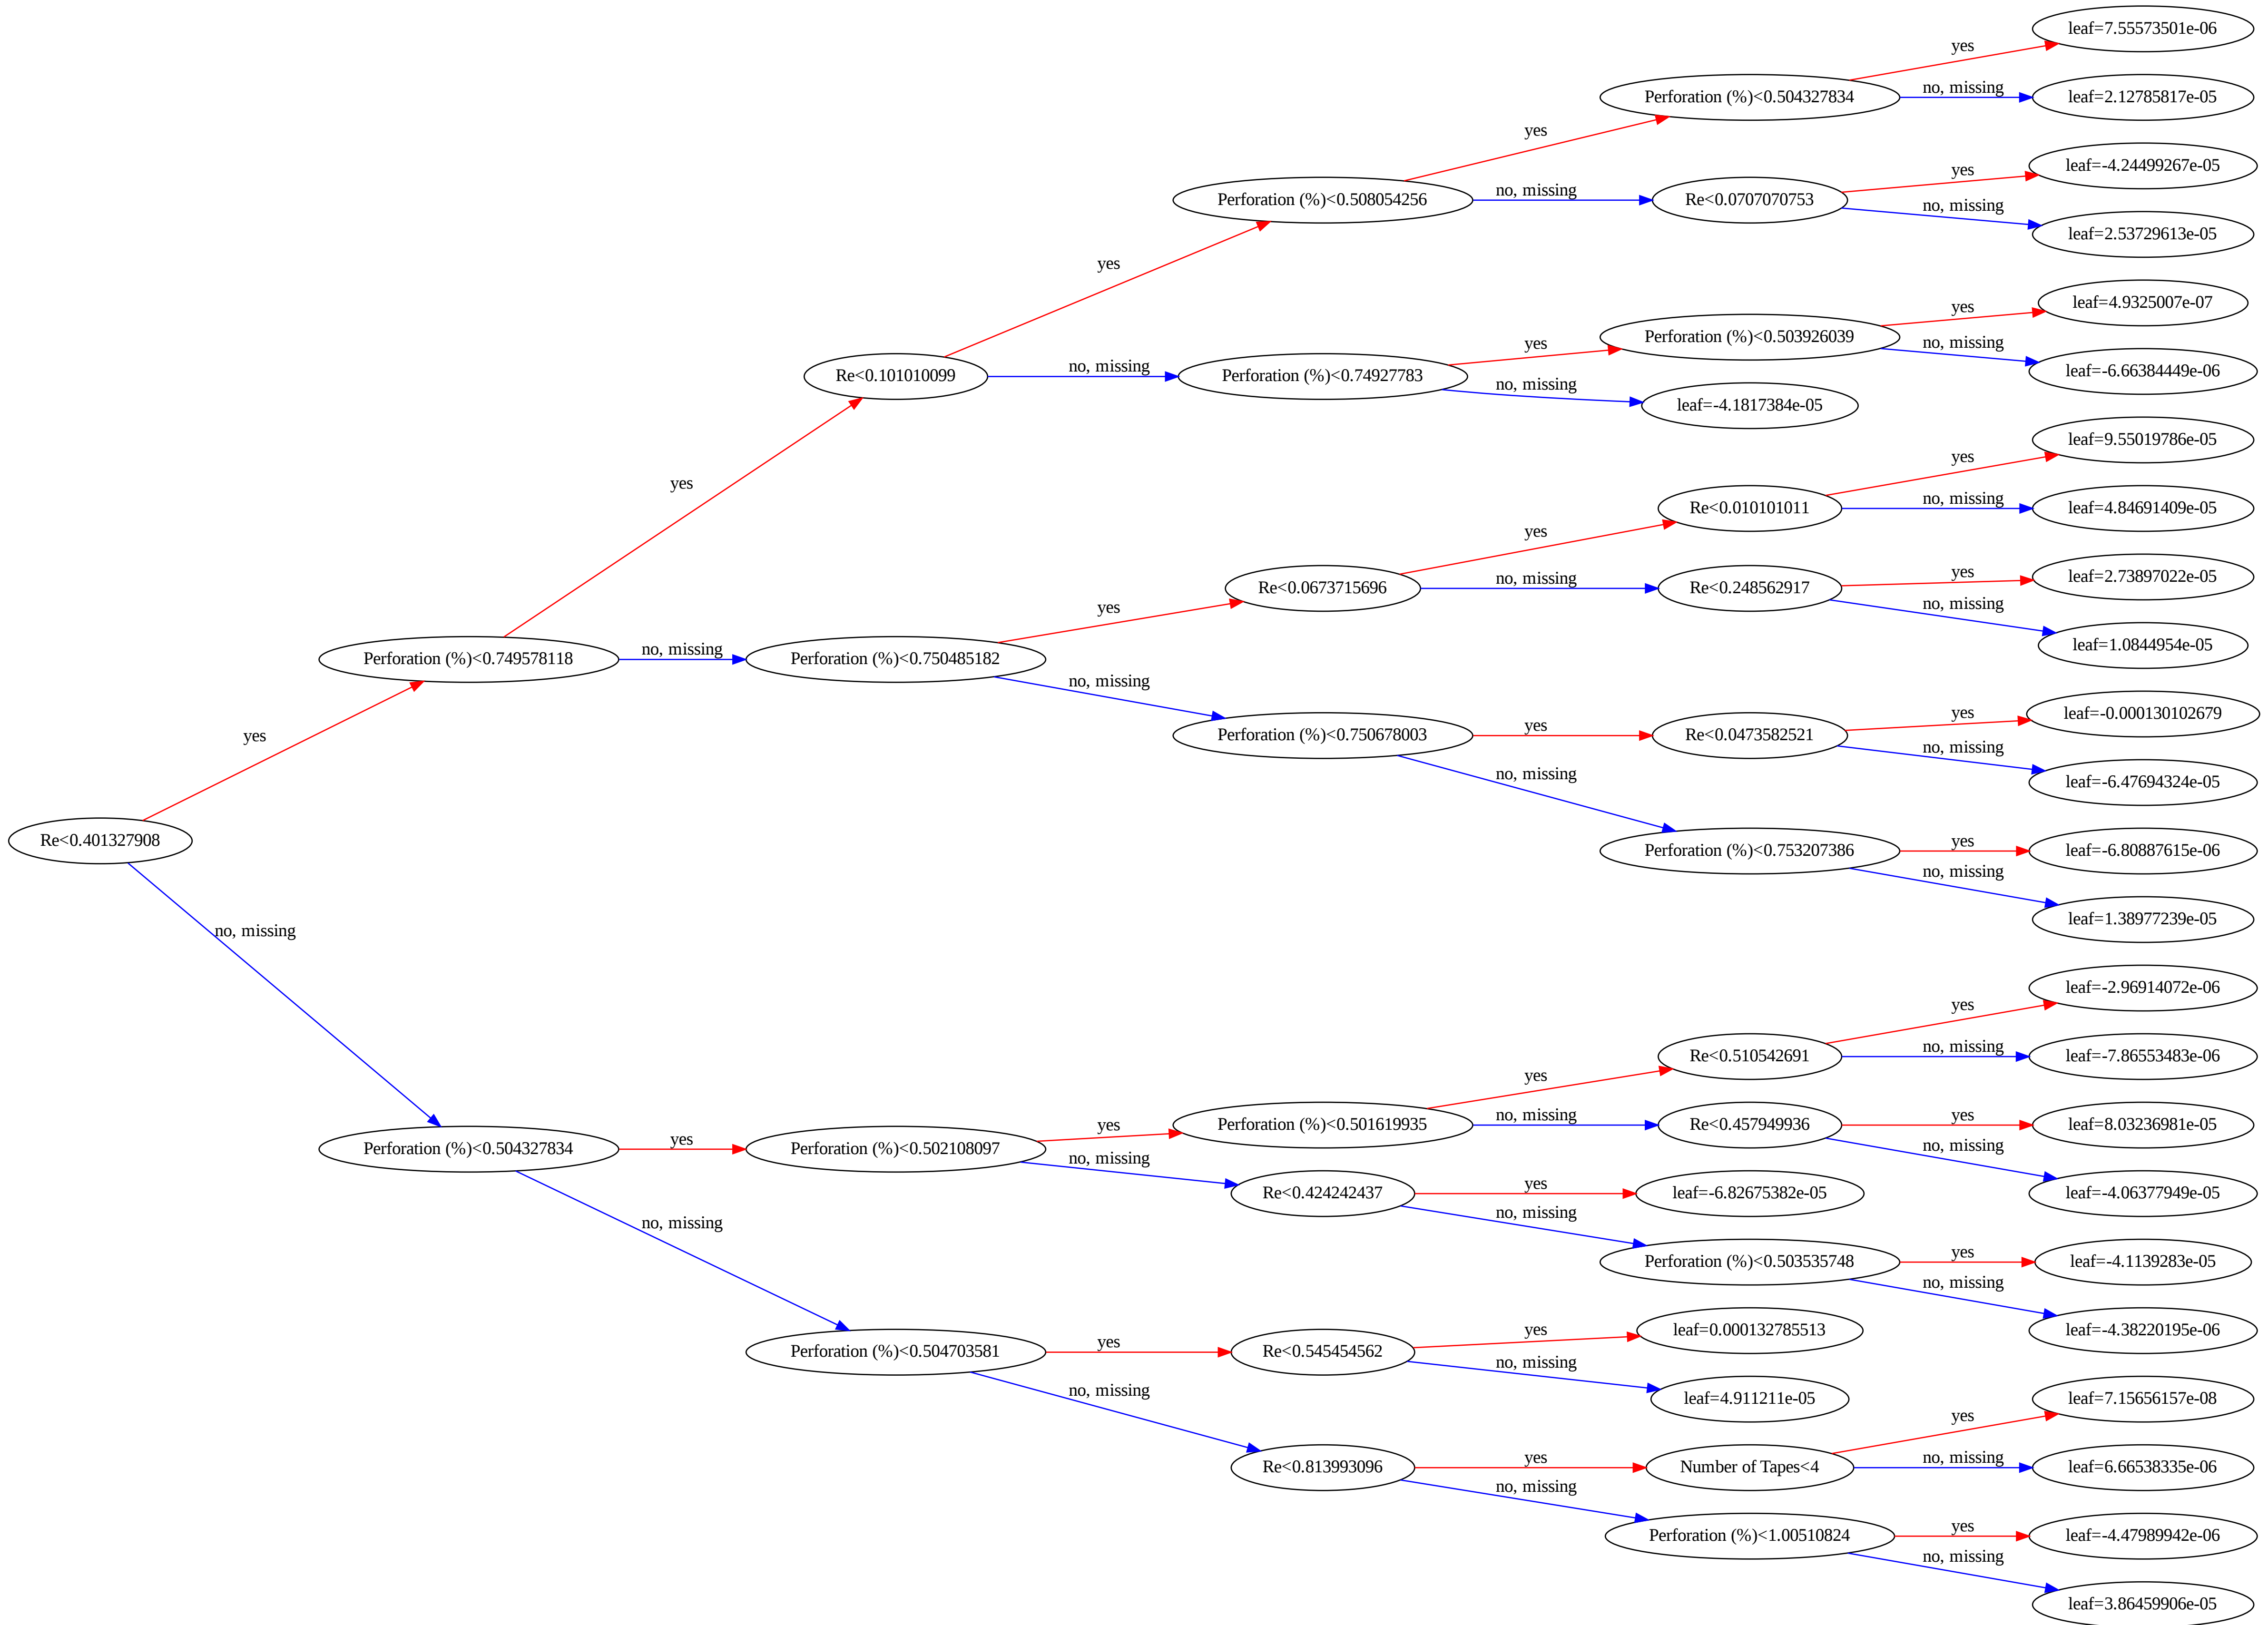 leaf=7.55573501e-06
yes
Perforation (%)<0.504327834
no, missing
leaf=2.12785817e-05
yes
leaf=-4.24499267e-05
yes
Perforation (%)<0.508054256
no, missing
Re<0.0707070753
no, missing
leaf=2.53729613e-05
yes
leaf=4.9325007e-07
yes
Perforation (%)<0.503926039
yes
no, missing
leaf=-6.66384449e-06
Re<0.101010099
no, missing
Perforation (%)<0.74927783
no, missing
leaf=-4.1817384e-05
leaf=9.55019786e-05
yes
yes
Re<0.010101011
no, missing
leaf=4.84691409e-05
yes
leaf=2.73897022e-05
yes
Re<0.0673715696
no, missing
Re<0.248562917
no, missing
yes
leaf=1.0844954e-05
Perforation (%)<0.749578118
no, missing
Perforation (%)<0.750485182
no, missing
leaf=-0.000130102679
yes
yes
Perforation (%)<0.750678003
yes
Re<0.0473582521
no, missing
no, missing
leaf=-6.47694324e-05
Re<0.401327908
Perforation (%)<0.753207386
yes
leaf=-6.80887615e-06
no, missing
leaf=1.38977239e-05
no, missing
leaf=-2.96914072e-06
yes
Re<0.510542691
no, missing
leaf=-7.86553483e-06
yes
yes
Perforation (%)<0.501619935
no, missing
Re<0.457949936
yes
leaf=8.03236981e-05
Perforation (%)<0.504327834
yes
Perforation (%)<0.502108097
no, missing
no, missing
Re<0.424242437
yes
leaf=-6.82675382e-05
leaf=-4.06377949e-05
no, missing
no, missing
Perforation (%)<0.503535748
yes
leaf=-4.1139283e-05
no, missing
leaf=-4.38220195e-06
yes
leaf=0.000132785513
Perforation (%)<0.504703581
yes
Re<0.545454562
no, missing
no, missing
leaf=4.911211e-05
leaf=7.15656157e-08
yes
Re<0.813993096
yes
Number of Tapes<4
no, missing
leaf=6.66538335e-06
no, missing
Perforation (%)<1.00510824
yes
leaf=-4.47989942e-06
no, missing
leaf=3.86459906e-05